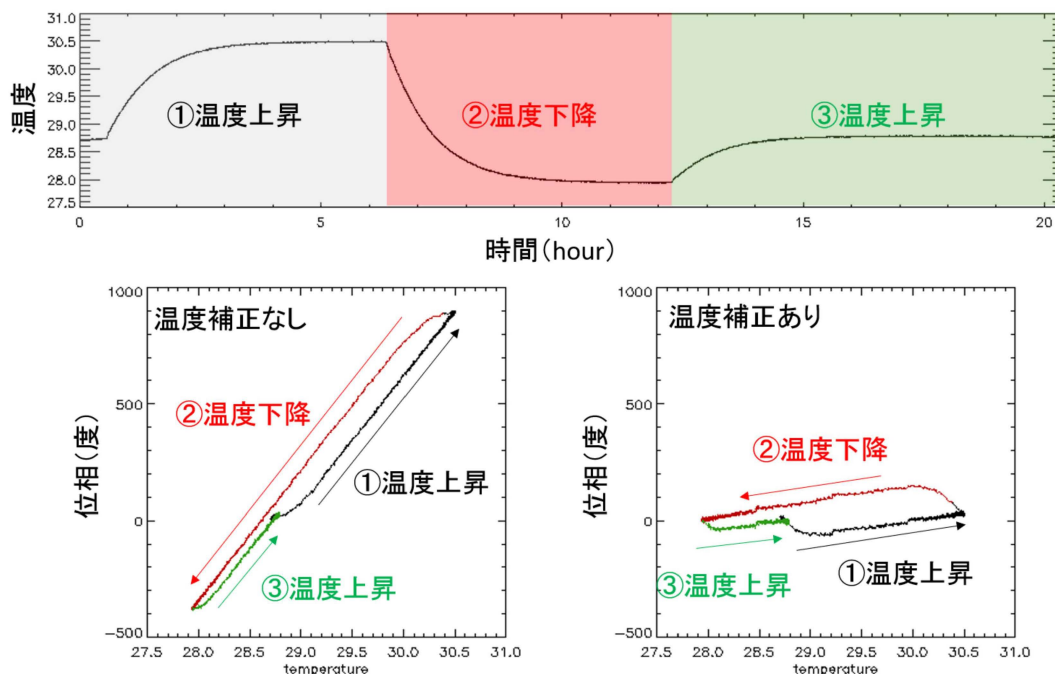 31.0
30.5
30.0
29.5
29.0
28.5
28.0
27.5
温度
①温度上昇
②温度下降
③温度上昇
0
5
10
15
20
時間(hour)
1000
500
0
-500
位相(度)
温度補正なし
②温度下降
①温度上昇
③温度上昇
27.5
28.0
28.5
29.0
29.5
30.0
30.5
31.0
temperature
1000
500
0
-500
位相(度)
温度補正あり
②温度下降
①温度上昇
③温度上昇
27.5
28.0
28.5
29.0
29.5
30.0
30.5
31.0
temperature